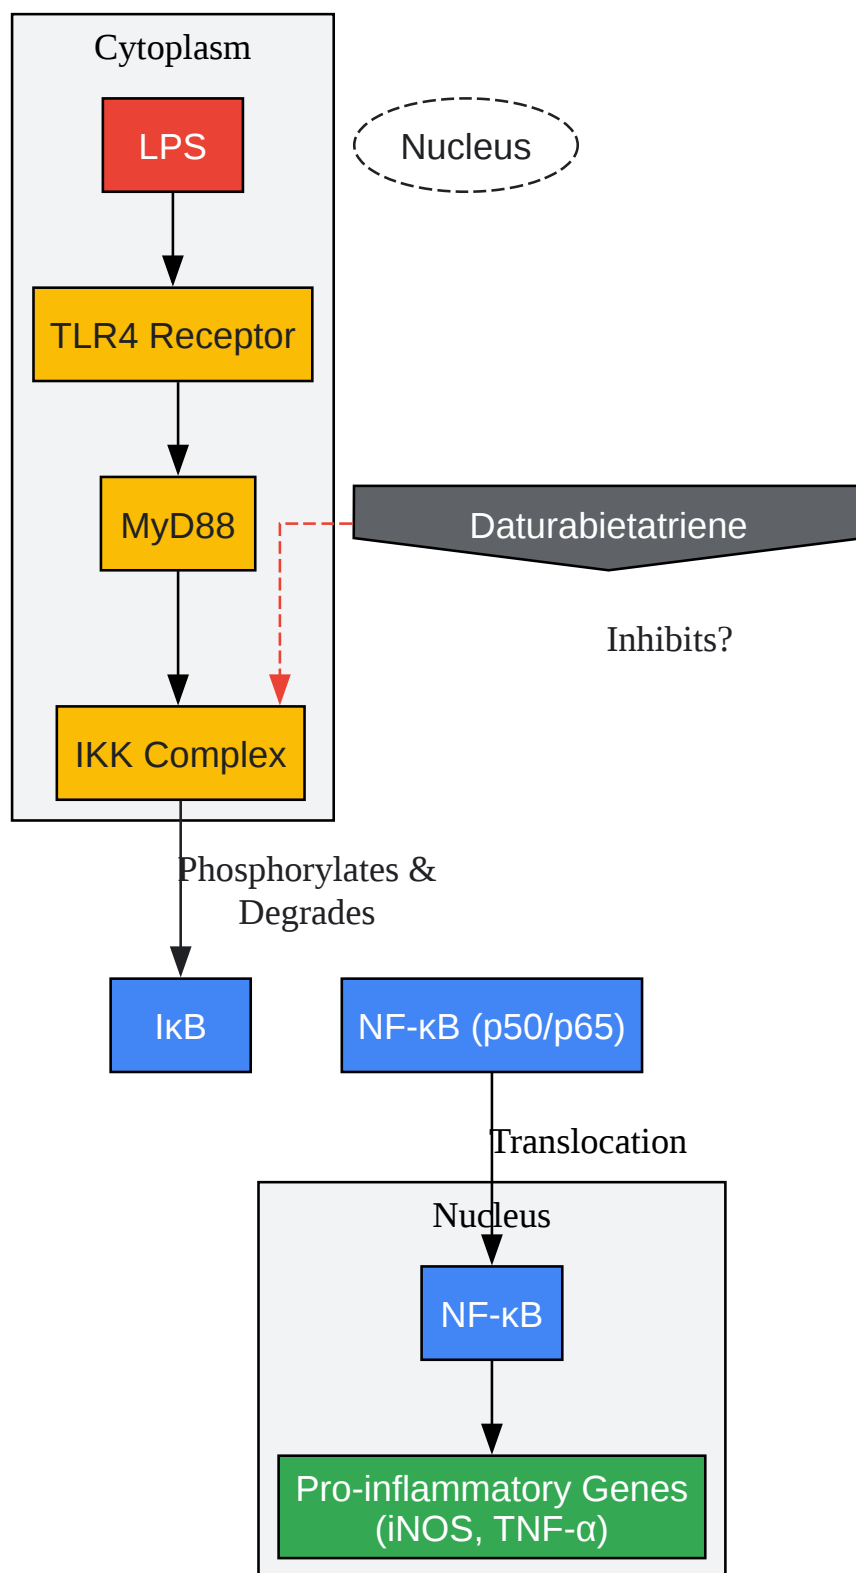 Cytoplasm
LPS
Nucleus
TLR4 Receptor
MyD88
Daturabietatriene
Inhibits?
IKK Complex
Phosphorylates &
Degrades
IκB
NF-κB (p50/p65)
Translocation
Nucleus
NF-κB
Pro-inflammatory Genes
(iNOS, TNF-α)